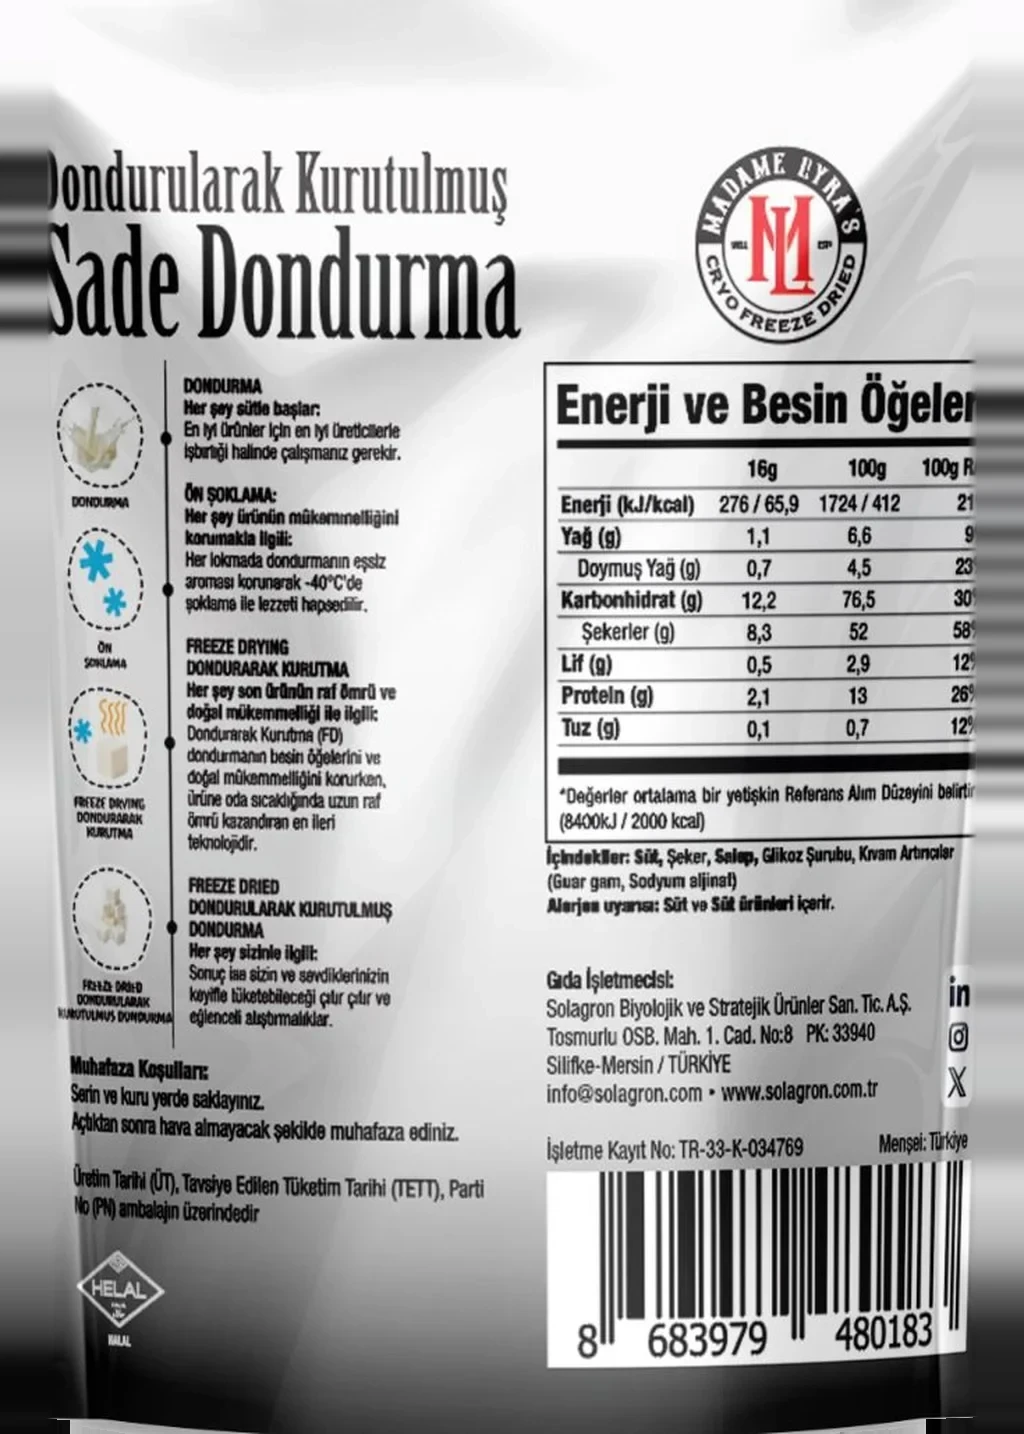 Dondurularak Kurutulmuş
Sade Dondurma
MADAME LYRA'S
ML
CRYO FREEZE DRIED
DONDURMA
Her şey sütle başlar:
En iyi ürünler için en iyi üreticilerle
işbirliği halinde çalışmanız gerekir.
DONDURMA
ÖN ŞOKLAMA:
Her şey ürünün mükemmelliğini
korumakla ilgili:
Her lokmada dondurmanın eşsiz
aroması korunarak -40°C'de
şoklama ile lezzeti hapsedilir.
ÖN
ŞOKLAMA
FREEZE DRYING
DONDURARAK KURUTMA
Her şey son ürünün raf ömrü ve
doğal mükemmelliği ile ilgili:
Dondurarak Kurutma (FD)
dondurmanın besin öğelerini ve
doğal mükemmelliğini korurken,
ürüne oda sıcaklığında uzun raf
ömrü kazandıran en ileri
teknolojidir.
FREEZE DRYING
DONDURARAK
KURUTMA
FREEZE DRIED
DONDURULARAK KURUTULMUŞ
DONDURMA
Her şey sizinle ilgili:
Sonuç ise sizin ve sevdiklerinizin
keyifle tüketebileceği çıtır çıtır ve
eğlenceli atıştırmalıklar.
FREEZE DRIED
DONDURULARAK
KURUTULMUŞ DONDURMA
Muhafaza Koşulları:
Serin ve kuru yerde saklayınız.
Açtıktan sonra hava almayacak şekilde muhafaza ediniz.
Üretim Tarihi (ÜT), Tavsiye Edilen Tüketim Tarihi (TETT), Parti
No (PN) ambalajın üzerindedir
HELAL
HALAL
Enerji ve Besin Öğeler
16g 100g 100g R
Enerji (kJ/kcal) 276 / 65,9 1724 / 412 21
Yağ (g) 1,1 6,6 9
Doymuş Yağ (g) 0,7 4,5 23
Karbonhidrat (g) 12,2 76,5 30
Şekerler (g) 8,3 52 58
Lif (g) 0,5 2,9 12
Protein (g) 2,1 13 26
Tuz (g) 0,1 0,7 12
*Değerler ortalama bir yetişkin Referans Alım Düzeyini belirtir
(8400kJ / 2000 kcal)
İçindekiler: Süt, Şeker, Salep, Glikoz Şurubu, Kıvam Artırıcılar
(Guar gam, Sodyum aljinat)
Alerjen uyarısı: Süt ve Süt ürünleri içerir.
Gıda İşletmecisi:
Solagron Biyolojik ve Stratejik Ürünler San. Tic. A.Ş.
Tosmurlu OSB. Mah. 1. Cad. No:8 PK: 33940
Silifke-Mersin / TÜRKİYE
info@solagron.com • www.solagron.com.tr
in
X
İşletme Kayıt No: TR-33-K-034769 Menşei: Türkiye
8 683979 480183